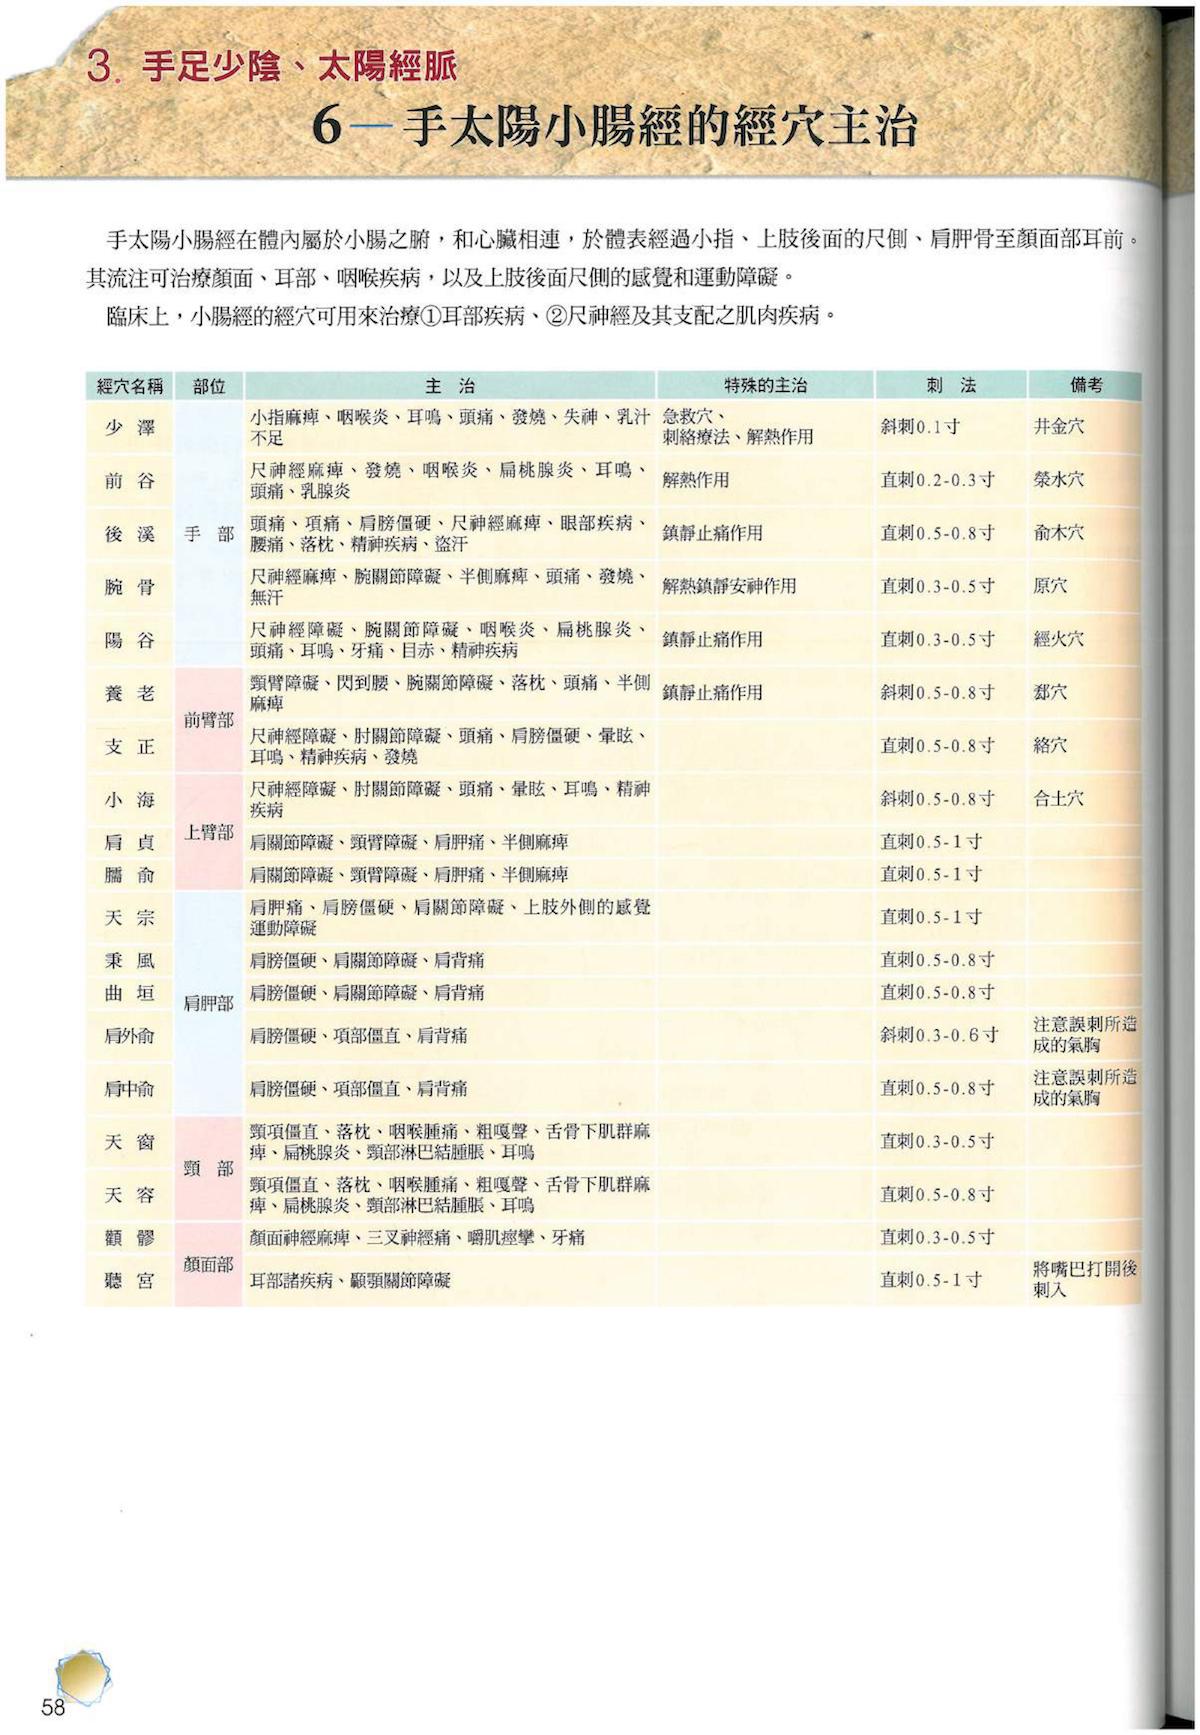 3. 手足少陰、太陽經脈
6—手太陽小腸經的經穴主治
手太陽小腸經在體內屬於小腸之腑，和心臟相連，於體表經過小指、上肢後面的尺側、肩胛骨至顏面部耳前。
其流注可治療顏面、耳部、咽喉疾病，以及上肢後面尺側的感覺和運動障礙。
臨床上，小腸經的經穴可用來治療①耳部疾病、②尺神經及其支配之肌肉疾病。
經穴名稱 部位 主 治 特殊的主治 刺 法 備考
少 澤 小指麻痺、咽喉炎、耳鳴、頭痛、發燒、失神、乳汁 急救穴、 斜刺0.1寸 井金穴
不足 刺絡療法、解熱作用
前 谷 尺神經麻痺、發燒、咽喉炎、扁桃腺炎、耳鳴、 解熱作用 直刺0.2-0.3寸 滎水穴
頭痛、乳腺炎
後 溪 手 部 頭痛、項痛、肩膀僵硬、尺神經麻痺、眼部疾病、 鎮靜止痛作用 直刺0.5-0.8寸 俞木穴
腰痛、落枕、精神疾病、盜汗
腕 骨 尺神經麻痺、腕關節障礙、半側麻痺、頭痛、發燒、 解熱鎮靜安神作用 直刺0.3-0.5寸 原穴
無汗
陽 谷 尺神經障礙、腕關節障礙、咽喉炎、扁桃腺炎、 鎮靜止痛作用 直刺0.3-0.5寸 經火穴
頭痛、耳鳴、牙痛、目赤、精神疾病
養 老 前臂部 頸臂障礙、閃到腰、腕關節障礙、落枕、頭痛、半側 鎮靜止痛作用 斜刺0.5-0.8寸 郄穴
麻痺
支 正 尺神經障礙、肘關節障礙、頭痛、肩膀僵硬、暈眩、 直刺0.5-0.8寸 絡穴
耳鳴、精神疾病、發燒
小 海 上臂部 尺神經障礙、肘關節障礙、頭痛、暈眩、耳鳴、精神 斜刺0.5-0.8寸 合土穴
疾病
肩 貞 肩關節障礙、頸臂障礙、肩胛痛、半側麻痺 直刺0.5-1寸
臑 俞 肩關節障礙、頸臂障礙、肩胛痛、半側麻痺 直刺0.5-1寸
天 宗 肩胛部 肩胛痛、肩膀僵硬、肩關節障礙、上肢外側的感覺 直刺0.5-1寸
運動障礙
秉 風 肩膀僵硬、肩關節障礙、肩背痛 直刺0.5-0.8寸
曲 垣 肩膀僵硬、肩關節障礙、肩背痛 直刺0.5-0.8寸
肩外俞 肩膀僵硬、項部僵直、肩背痛 斜刺0.3-0.6寸 注意誤刺所造
成的氣胸
肩中俞 肩膀僵硬、項部僵直、肩背痛 直刺0.5-0.8寸 注意誤刺所造
成的氣胸
天 窗 頸 部 頸項僵直、落枕、咽喉腫痛、粗嘎聲、舌骨下肌群麻 直刺0.3-0.5寸
痺、扁桃腺炎、頸部淋巴結腫脹、耳鳴
天 容 頸項僵直、落枕、咽喉腫痛、粗嘎聲、舌骨下肌群麻 直刺0.5-0.8寸
痺、扁桃腺炎、頸部淋巴結腫脹、耳鳴
顴 髎 顏面部 顏面神經麻痺、三叉神經痛、嚼肌痙攣、牙痛 直刺0.3-0.5寸
聽 宮 耳部諸疾病、顳顎關節障礙 直刺0.5-1寸 將嘴巴打開後
刺入
58